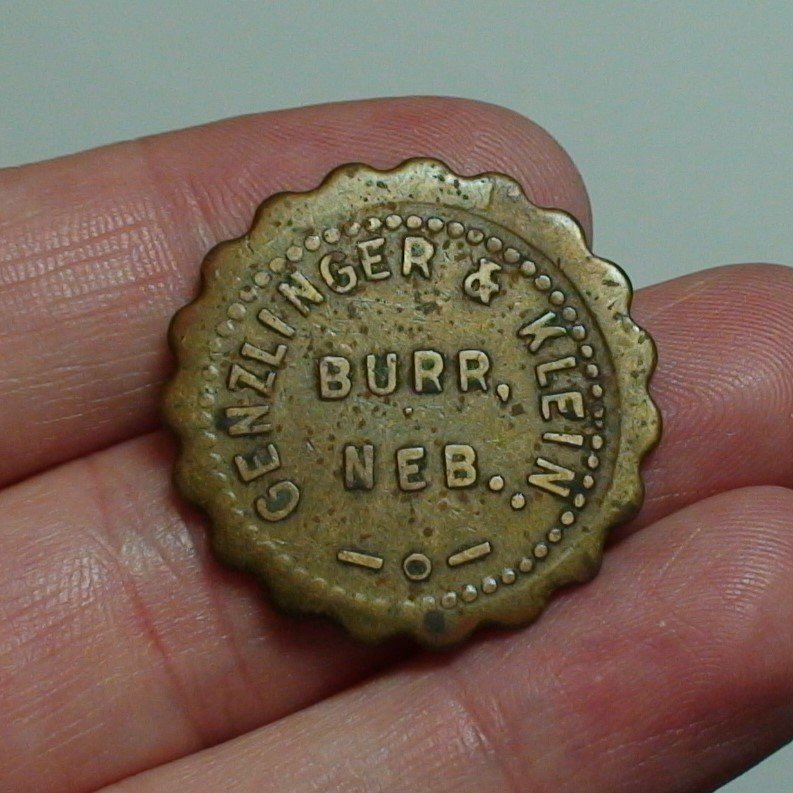 GENZLINGER & KLEIN.
BURR,
NEB.